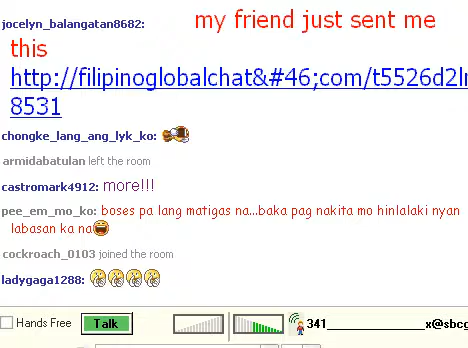 jocelyn_balangatan8682: my friend just sent me
this
http://filipinoglobalchat&#46;com/t5526d2l
8531
chongke_lang_ang_lyk_ko:
armidabatulan left the room
castromark4912: more!!!
pee_em_mo_ko: boses pa lang matigas na...baka pag nakita mo hinlalaki nyan
labasan ka na
cockroach_0103 joined the room
ladygaga1288:
Hands Free Talk 341 x@sbcg